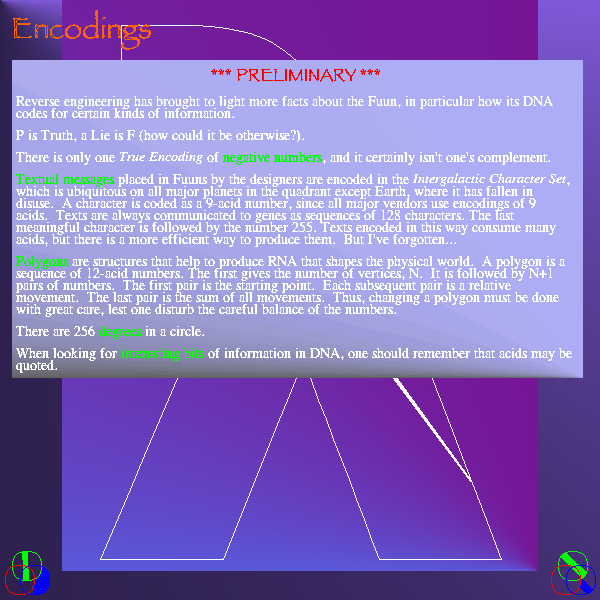 Encodings
*** PRELIMINARY ***
Reverse engineering has brought to light more facts about the Fuun, in particular how its DNA
codes for certain kinds of information.
P is Truth, a Lie is F (how could it be otherwise?).
There is only one True Encoding of negative numbers, and it certainly isn't one's complement.
Textual messages placed in Fuuns by the designers are encoded in the Intergalactic Character Set,
which is ubiquitous on all major planets in the quadrant except Earth, where it has fallen in
disuse. A character is coded as a 9-acid number, since all major vendors use encodings of 9
acids. Texts are always communicated to genes as sequences of 128 characters. The last
meaningful character is followed by the number 255. Texts encoded in this way consume many
acids, but there is a more efficient way to produce them. But I've forgotten...
Polygons are structures that help to produce RNA that shapes the physical world. A polygon is a
sequence of 12-acid numbers. The first gives the number of vertices, N. It is followed by N+1
pairs of numbers. The first pair is the starting point. Each subsequent pair is a relative
movement. The last pair is the sum of all movements. Thus, changing a polygon must be done
with great care, lest one disturb the careful balance of the numbers.
There are 256 degrees in a circle.
When looking for interesting bits of information in DNA, one should remember that acids may be
quoted.